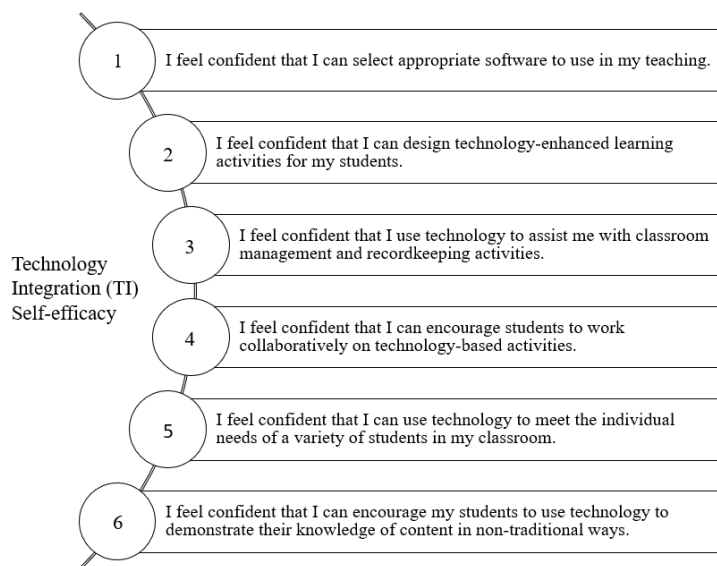 1
I feel confident that I can select appropriate software to use in my teaching.
2
I feel confident that I can design technology-enhanced learning
activities for my students.
3
I feel confident that I use technology to assist me with classroom
management and recordkeeping activities.
Technology
Integration (TI)
Self-efficacy
4
I feel confident that I can encourage students to work
collaboratively on technology-based activities.
5
I feel confident that I can use technology to meet the individual
needs of a variety of students in my classroom.
6
I feel confident that I can encourage my students to use technology to
demonstrate their knowledge of content in non-traditional ways.